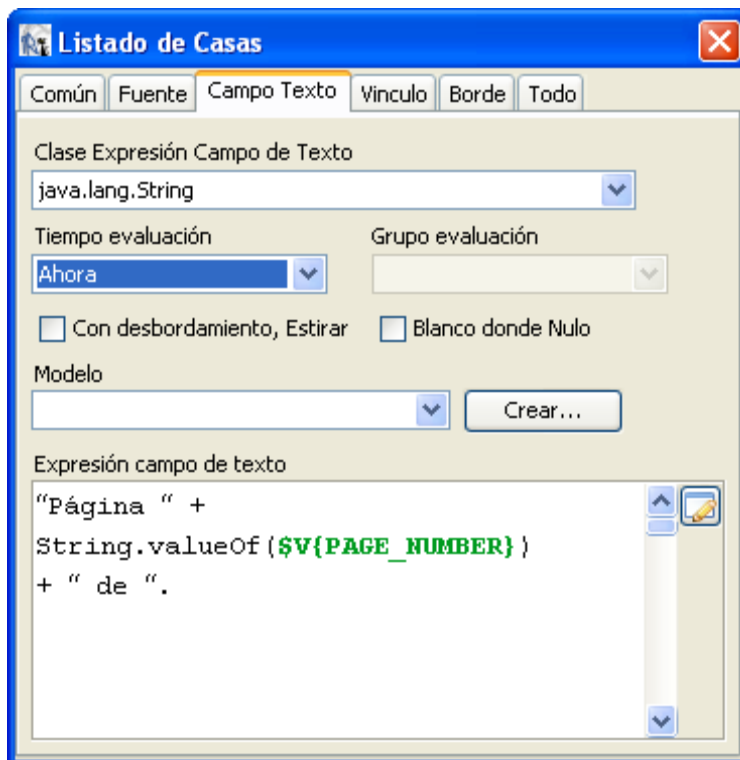 Listado de Casas
Común Fuente Campo Texto Vinculo Borde Todo
Clase Expresión Campo de Texto
java.lang.String
Tiempo evaluación Grupo evaluación
Ahora
Con desbordamiento, Estirar Blanco donde Nulo
Modelo
Crear...
Expresión campo de texto
“Página “ +
String.valueOf($V{PAGE_NUMBER})
+ “ de “.